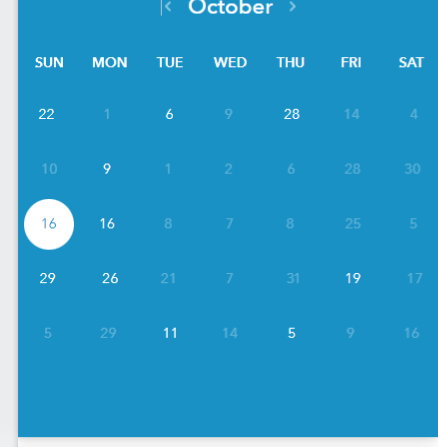 ‹ October ›
SUN MON TUE WED THU FRI SAT
22 1 6 9 28 14 4
10 9 1 2 6 28 30
16 16 8 7 8 25 5
29 26 21 7 31 19 17
5 29 11 14 5 9 16